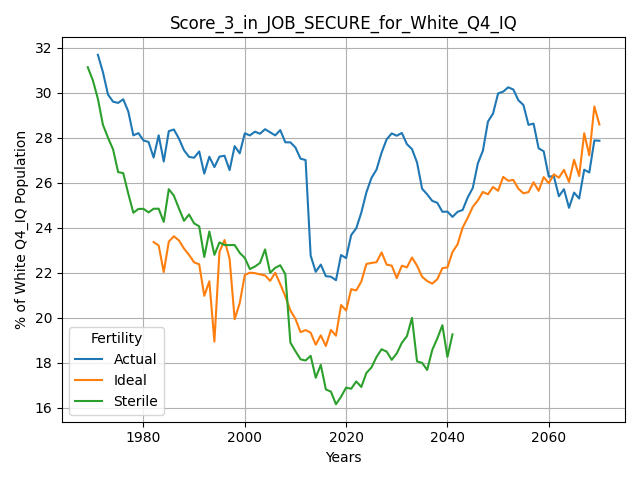 Score_3_in_JOB_SECURE_for_White_Q4_IQ
% of White Q4_IQ Population
32
30
28
26
24
22
20
18
16
Fertility
Actual
Ideal
Sterile
1980
2000
2020
2040
2060
Years